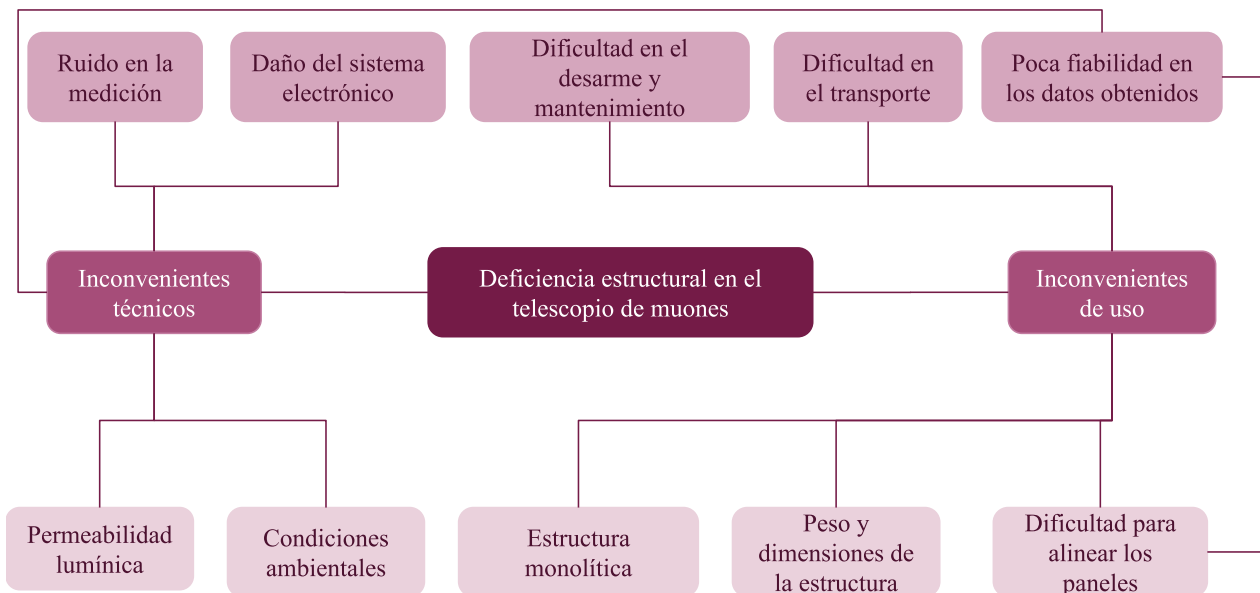 Ruido en la
medición
Daño del sistema
electrónico
Dificultad en el
desarme y
mantenimiento
Dificultad en
el transporte
Poca fiabilidad en
los datos obtenidos
Inconvenientes
técnicos
Deficiencia estructural en el
telescopio de muones
Inconvenientes
de uso
Permeabilidad
lumínica
Condiciones
ambientales
Estructura
monolítica
Peso y
dimensiones de
la estructura
Dificultad para
alinear los
paneles